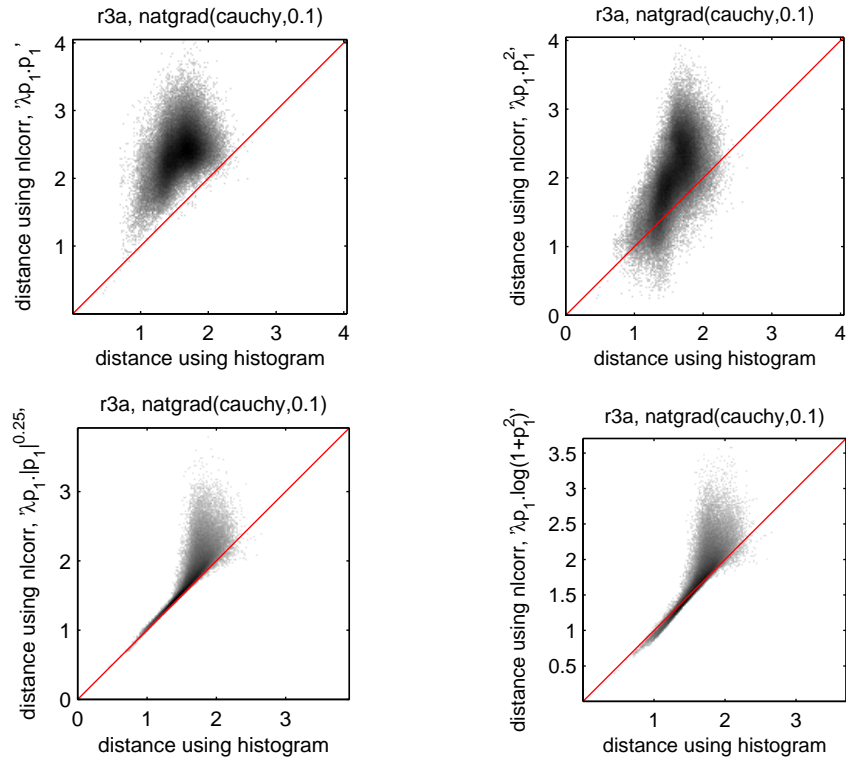 r3a, natgrad(cauchy,0.1)
distance using nlcorr, 'λp₁.p₁'
4
3
2
1
1 2 3 4
distance using histogram
r3a, natgrad(cauchy,0.1)
distance using nlcorr, 'λp₁.p₁²'
4
3
2
1
0
0 1 2 3 4
distance using histogram
r3a, natgrad(cauchy,0.1)
distance using nlcorr, 'λp₁.|p₁|^0.25'
3
2
1
0
0 1 2 3
distance using histogram
r3a, natgrad(cauchy,0.1)
distance using nlcorr, 'λp₁.log(1+p₁²)'
3.5
3
2.5
2
1.5
1
0.5
1 2 3
distance using histogram